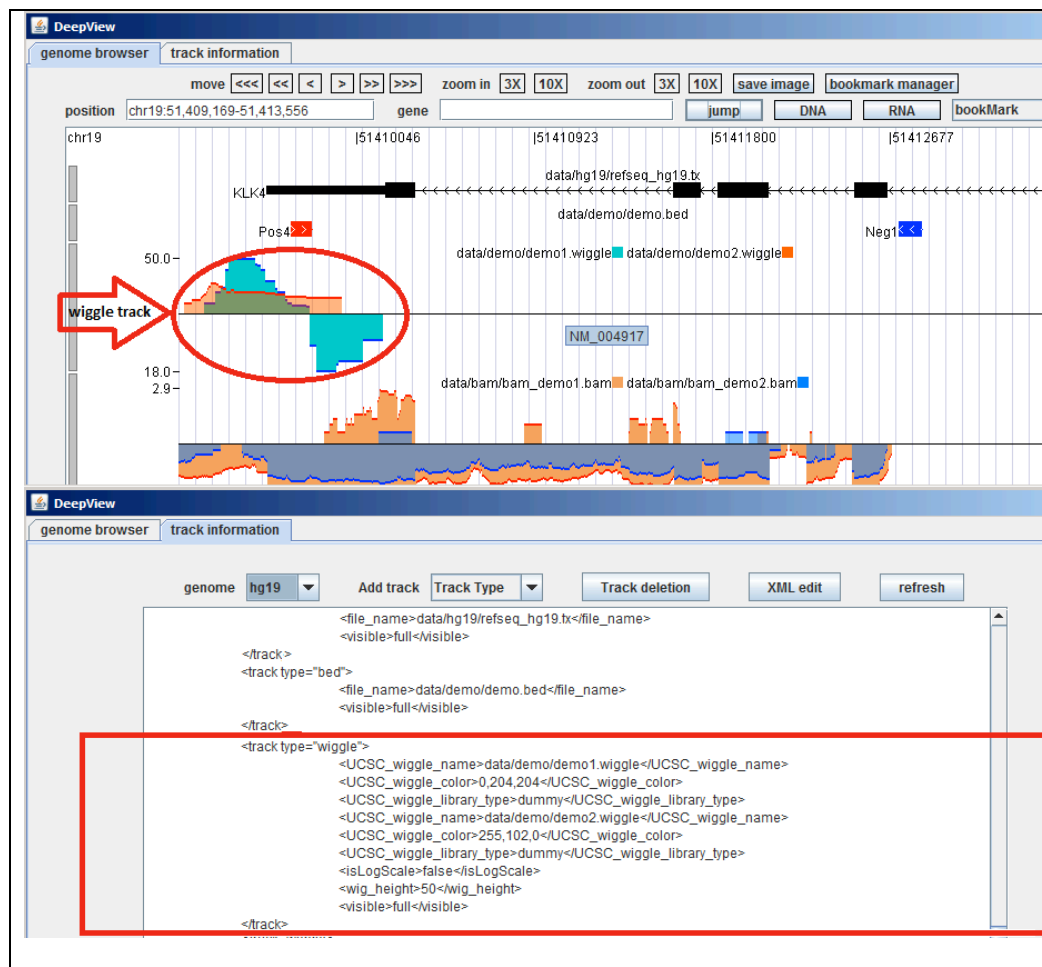 DeepView
genome browser track information
move <<< << < > >> >>> zoom in 3X 10X zoom out 3X 10X save image bookmark manager
position chr19:51,409,169-51,413,556 gene jump DNA RNA bookMark
chr19 |51410046 |51410923 |51411800 |51412677
data/hg19/refseq_hg19.tx
KLK4
data/demo/demo.bed
Pos4 Neg1
50.0 data/demo/demo1.wiggle data/demo/demo2.wiggle
wiggle track
NM_004917
18.0
2.9 data/bam/bam_demo1.bam data/bam/bam_demo2.bam
DeepView
genome browser track information
genome hg19 Add track Track Type Track deletion XML edit refresh
<file_name>data/hg19/refseq_hg19.tx</file_name>
<visible>full</visible>
</track>
<track type="bed">
<file_name>data/demo/demo.bed</file_name>
<visible>full</visible>
</track>
<track type="wiggle">
<UCSC_wiggle_name>data/demo/demo1.wiggle</UCSC_wiggle_name>
<UCSC_wiggle_color>0,204,204</UCSC_wiggle_color>
<UCSC_wiggle_library_type>dummy</UCSC_wiggle_library_type>
<UCSC_wiggle_name>data/demo/demo2.wiggle</UCSC_wiggle_name>
<UCSC_wiggle_color>255,102,0</UCSC_wiggle_color>
<UCSC_wiggle_library_type>dummy</UCSC_wiggle_library_type>
<isLogScale>false</isLogScale>
<wig_height>50</wig_height>
<visible>full</visible>
</track>